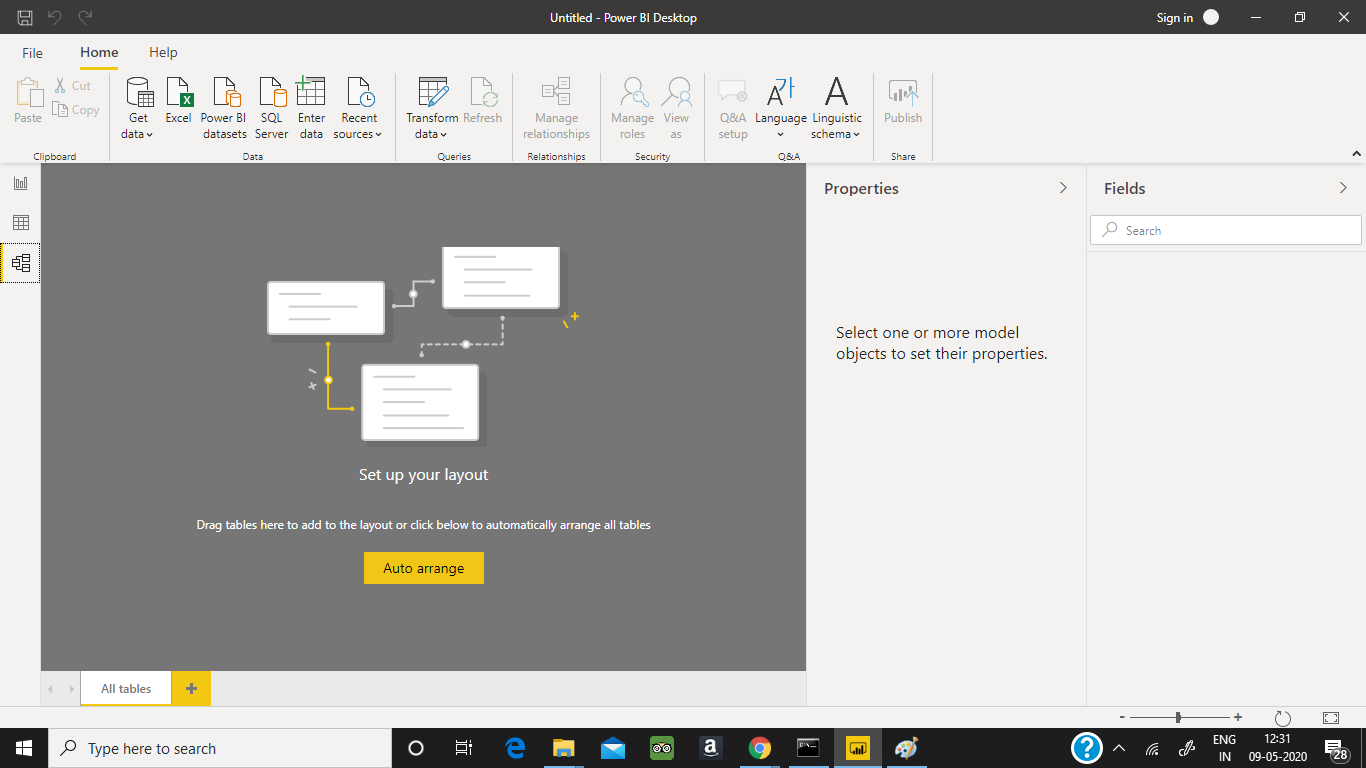 Untitled - Power BI Desktop
Sign in
File
Home
Help
Paste
Cut
Copy
Clipboard
Get data
Excel
Power BI datasets
SQL Server
Enter data
Recent sources
Data
Transform data
Refresh
Queries
Manage relationships
Relationships
Manage roles
View as
Security
Q&A setup
Language
Linguistic schema
Q&A
Publish
Share
Set up your layout
Drag tables here to add to the layout or click below to automatically arrange all tables
Auto arrange
All tables
+
Properties
Select one or more model
objects to set their properties.
Fields
Search
- +
Type here to search
ENG
IN
12:31
09-05-2020
28